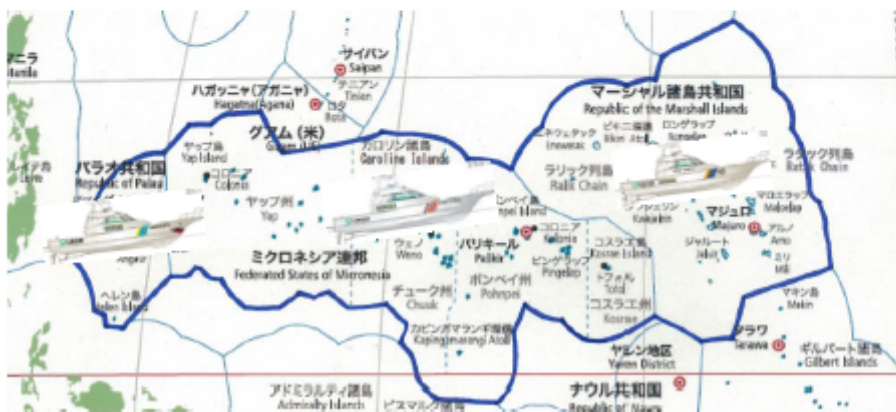 マニラ
サイパン
Saipan
テニアン
Tinian
ハガッニャ(アガニャ)
Hagatna(Agana)
ロタ
Rota
グアム(米)
カロリン諸島
Caroline Islands
マーシャル諸島共和国
Republic of the Marshall Islands
ロンゲラップ
エネウェタック
ヤップ島
Yap Island
パラオ共和国
Republic of Palau
コロニア
Colonia
ラリック列島
Ralik Chain
ラタック列島
Ratak Chain
ヤップ州
Yap
マロエラップ
Maloelap
マジュロ
Majuro
アルノ
Arno
ミリ
Mili
ジャルート
Jaluit
ウェノ
Weno
パリキール
Palikir
コロニア
Kolonia
ピンゲラップ
Pingelap
コスラエ島
Kosrae Island
トフォル
Tofol
ミクロネシア連邦
Federated States of Micronesia
チューク州
Chuuk
ポンペイ州
Pohnpei
コスラエ州
Kosrae
ヘレン島
Helen Island
カピンガマランギ環礁
Kapingamarangi Atoll
マキン島
Makin
タラワ
Tarawa
ギルバート諸島
Gilbert Islands
ヤレン地区
Yaren District
ナウル共和国
Republic of Nauru
アドミラルティ諸島
Admiralty Islands
ビスマルク諸島